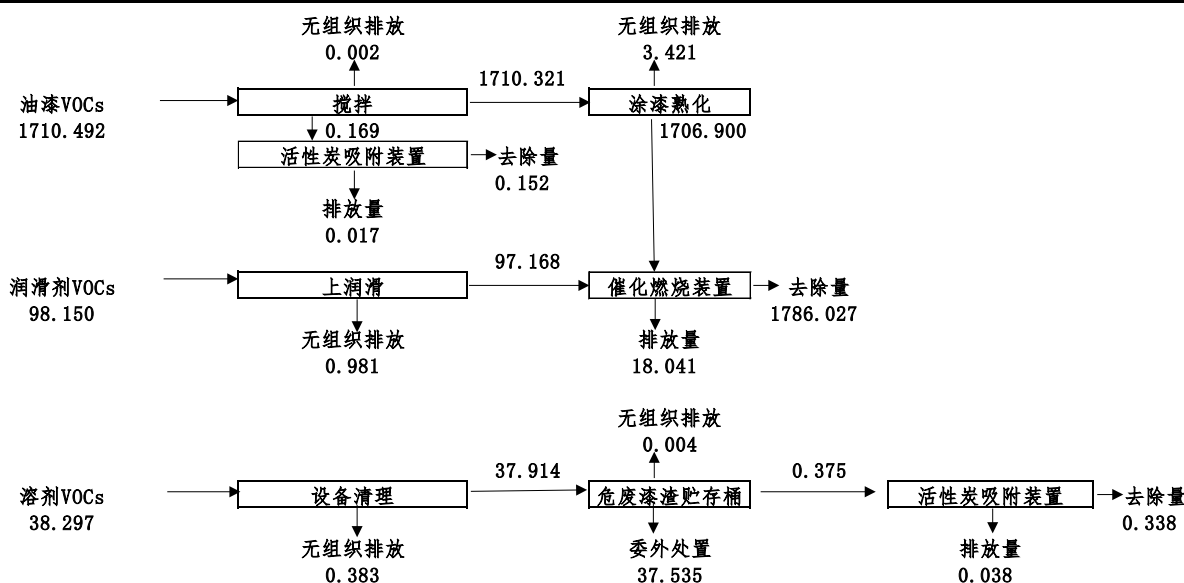 无组织排放
0.002
无组织排放
3.421
油漆VOCs
1710.492
搅拌
1710.321
涂漆熟化
0.169
1706.900
活性炭吸附装置
去除量
0.152
排放量
0.017
润滑剂VOCs
98.150
上润滑
97.168
催化燃烧装置
去除量
1786.027
无组织排放
0.981
排放量
18.041
无组织排放
0.004
溶剂VOCs
38.297
设备清理
37.914
危废漆渣贮存桶
0.375
活性炭吸附装置
去除量
0.338
无组织排放
0.383
委外处置
37.535
排放量
0.038